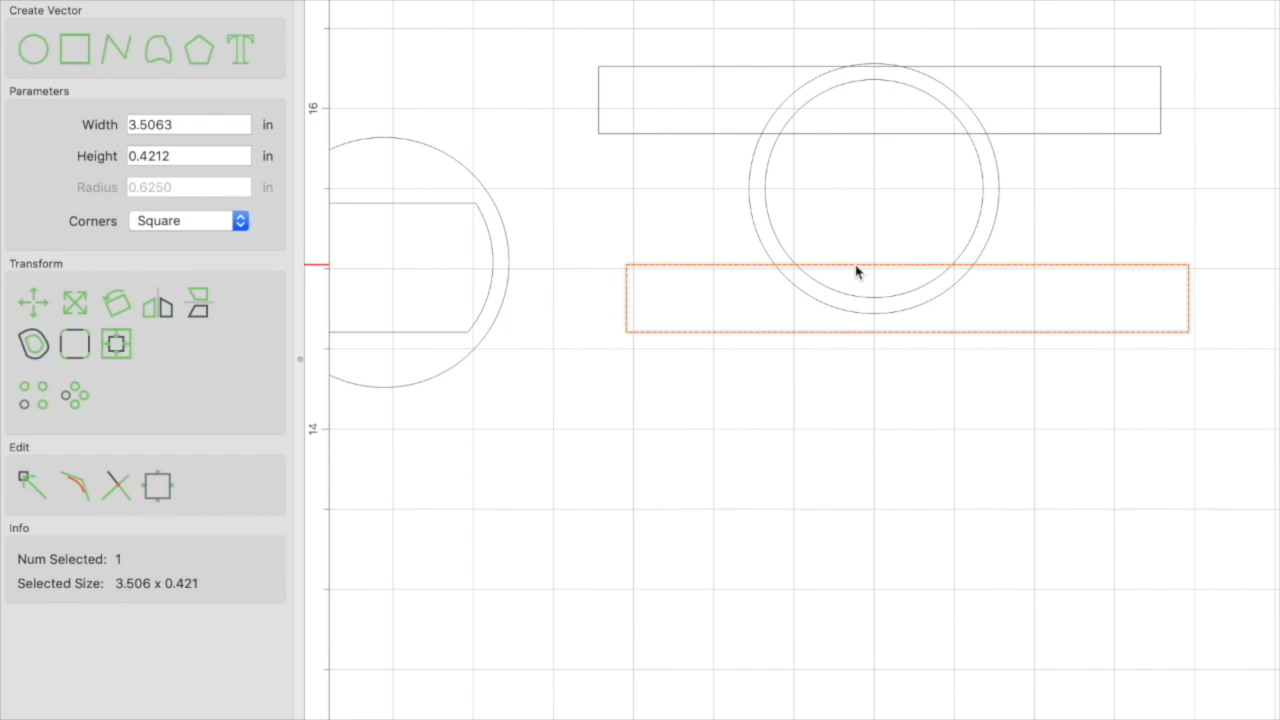 Create Vector
T
Parameters
Width 3.5063 in
Height 0.4212 in
Radius 0.6250 in
Corners Square
Transform
Edit
Info
Num Selected: 1
Selected Size: 3.506 x 0.421
16
14